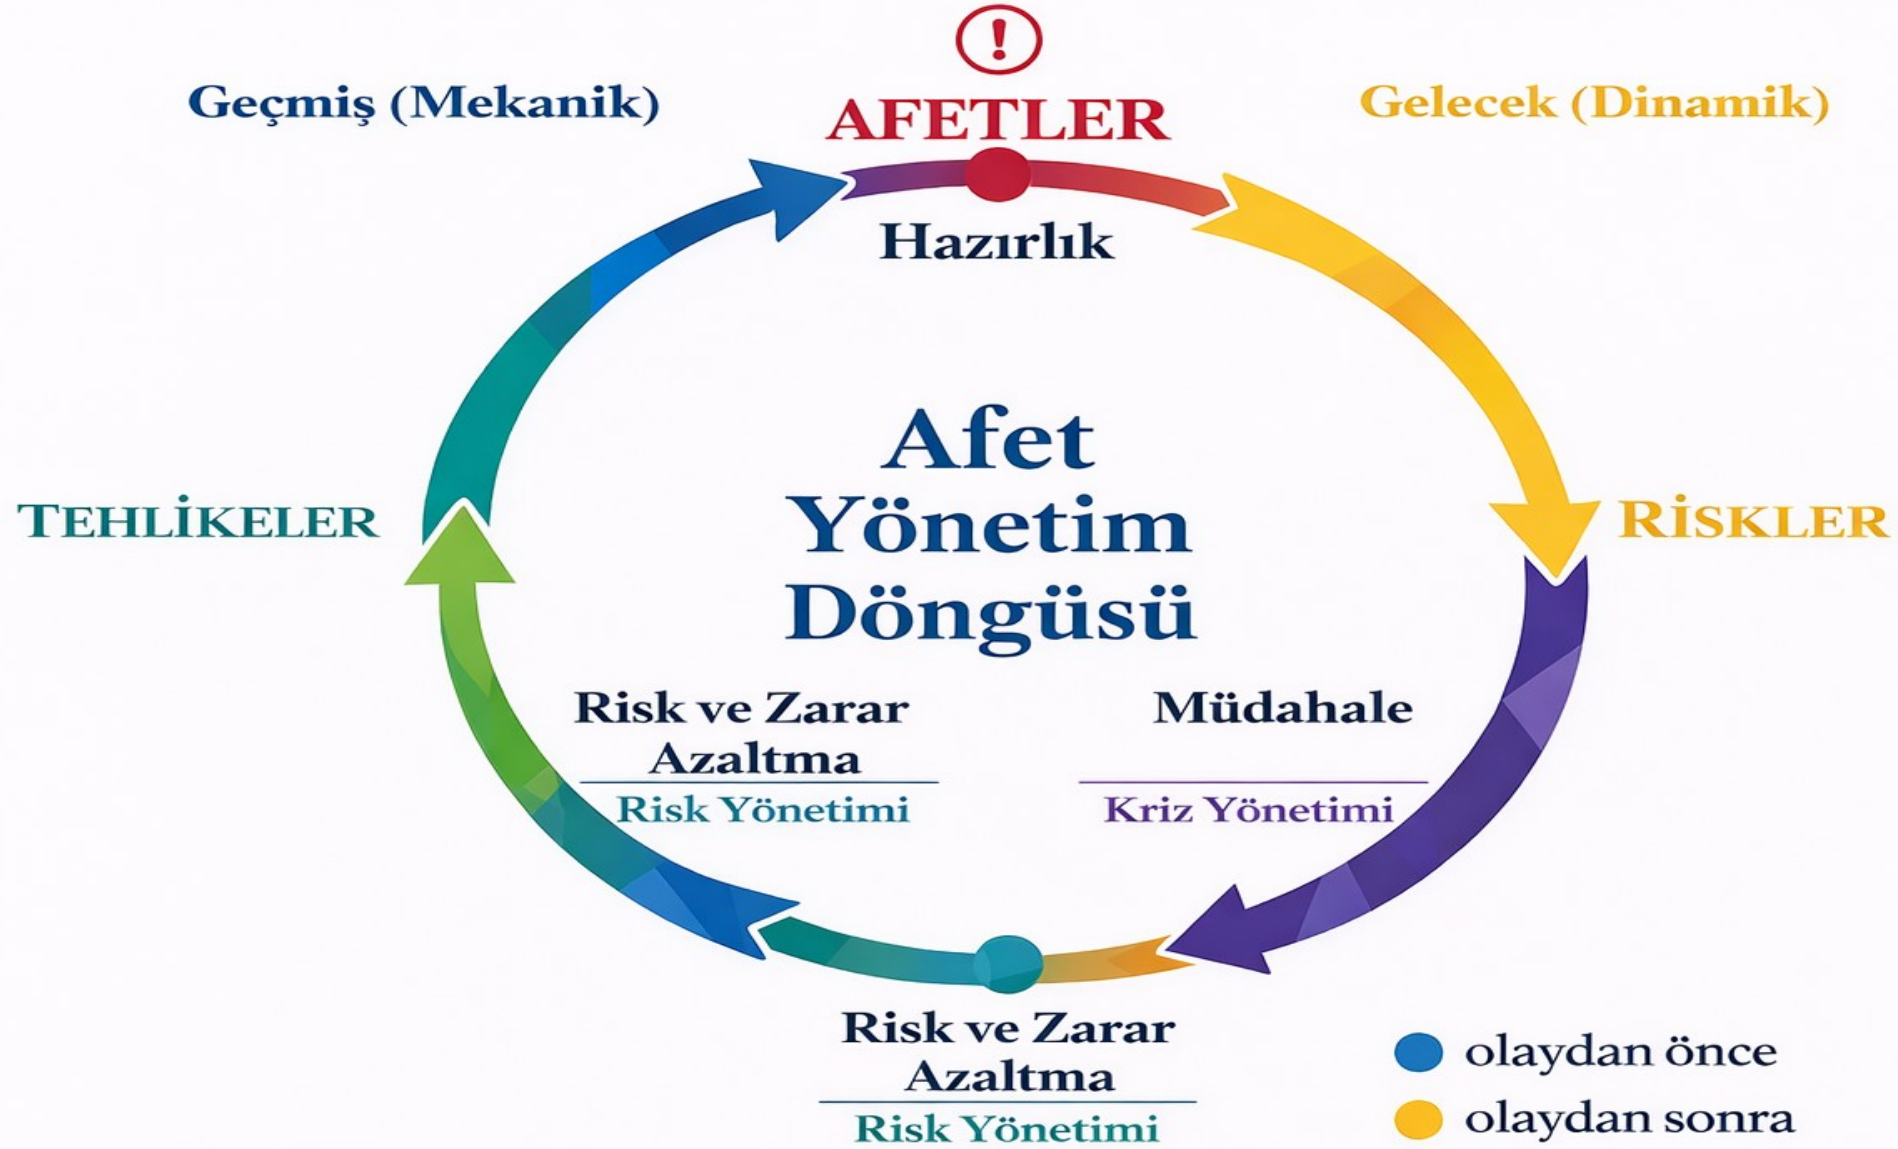 !
Geçmiş (Mekanik)
AFETLER
Gelecek (Dinamik)
Hazırlık
TEHLİKELER
Afet
Yönetim
Döngüsü
RİSKLER
Risk ve Zarar
Azaltma
Risk Yönetimi
Müdahale
Kriz Yönetimi
Risk ve Zarar
Azaltma
Risk Yönetimi
olaydan önce
olaydan sonra